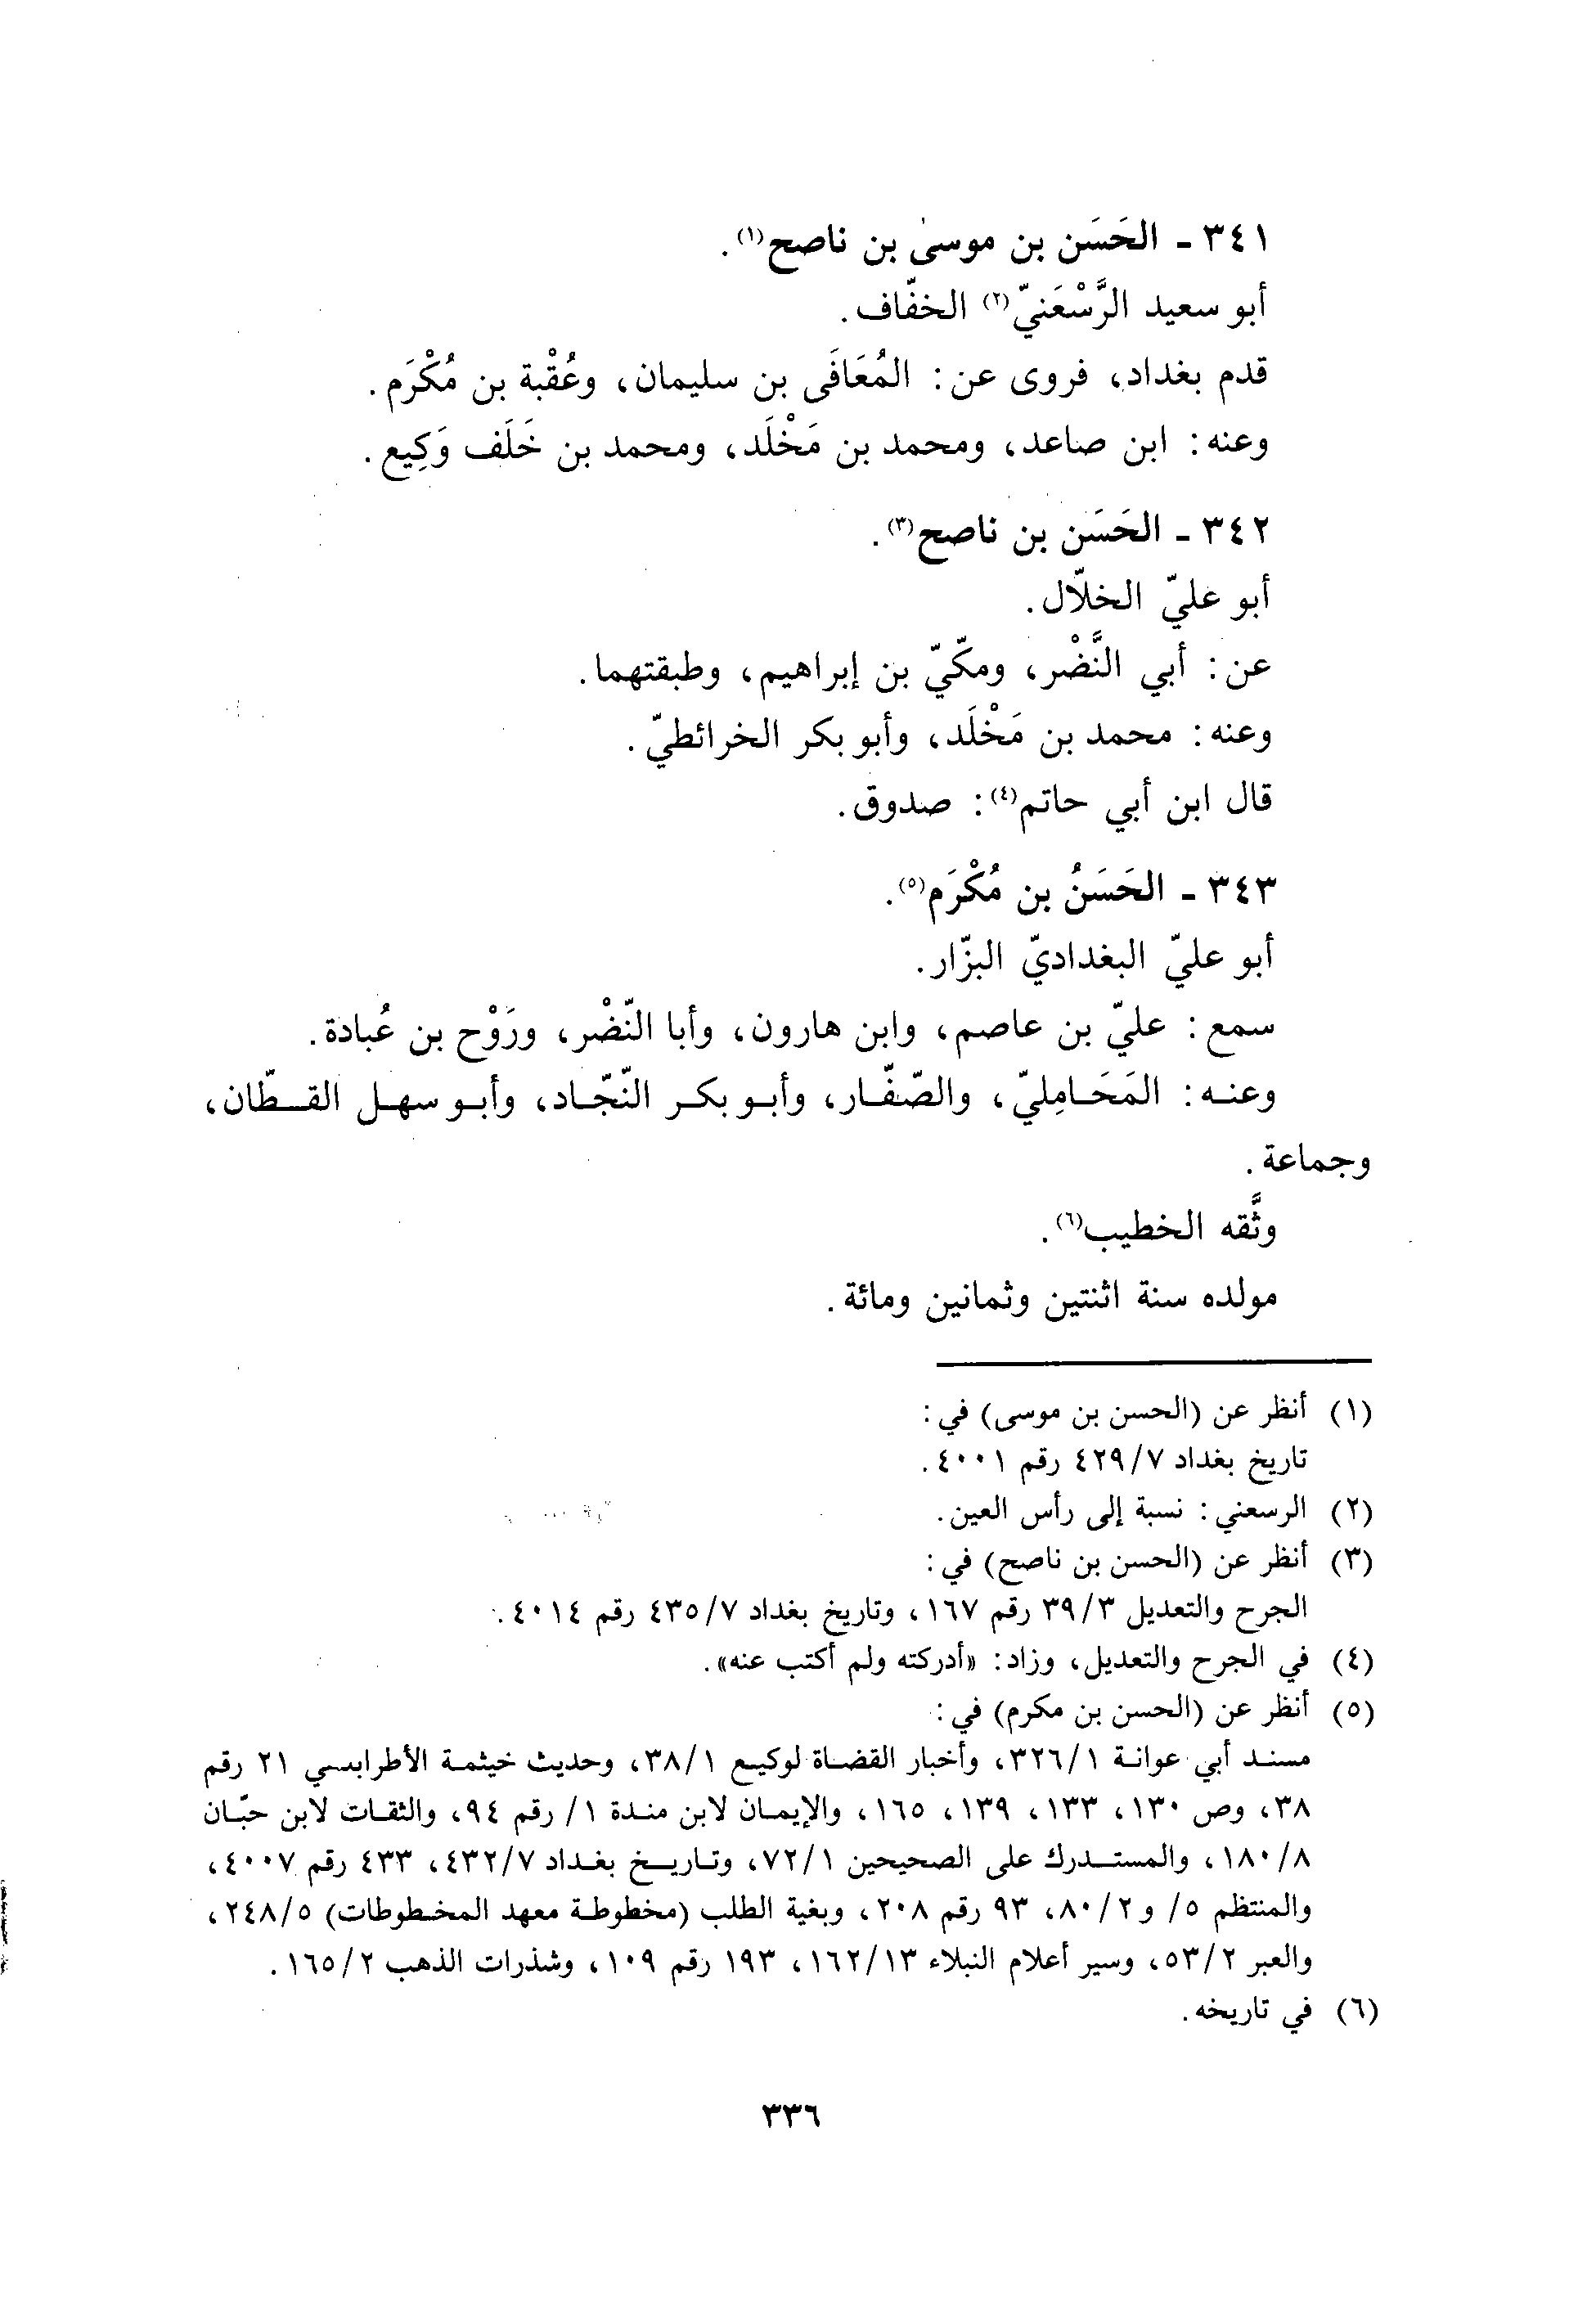 ٣٤١ - الحَسَن بن موسىٰ بن ناصح(١).
أبو سعيد الرَّسْعَنيّ(٢) الخفّاف.
قدم بغداد، فروى عن: المُعَافَى بن سليمان، وعُقْبة بن مُكْرَم.
وعنه: ابن صاعد، ومحمد بن مَخْلَد، ومحمد بن خَلَف وَكِيع.
٣٤٢ - الحَسَن بن ناصح(٣).
أبو عليّ الخلّال.
عن: أبي النَّضْر، ومكّيّ بن إبراهيم، وطبقتهما.
وعنه: محمد بن مَخْلَد، وأبو بكر الخرائطيّ.
قال ابن أبي حاتم(٤): صدوق.
٣٤٣ - الحَسَنُ بن مُكْرَم(٥).
أبو عليّ البغداديّ البزّار.
سمع: عليّ بن عاصم، وابن هارون، وأبا النّضْر، ورَوْح بن عُبادة.
وعنه: المَحَامِليّ، والصّفّار، وأبو بكر النّجّاد، وأبو سهل القطّان،
وجماعة.
وثَّقه الخطيب(٦).
مولده سنة اثنتين وثمانين ومائة.
(١) أنظر عن (الحسن بن موسى) في:
تاريخ بغداد ٤٢٩/٧ رقم ٤٠٠١.
(٢) الرسعني: نسبة إلى رأس العين.
(٣) أنظر عن (الحسن بن ناصح) في:
الجرح والتعديل ٣٩/٣ رقم ١٦٧، وتاريخ بغداد ٤٣٥/٧ رقم ٤٠١٤.
(٤) في الجرح والتعديل، وزاد: «أدركته ولم أكتب عنه».
(٥) أنظر عن (الحسن بن مكرم) في:
مسند أبي عوانة ٣٢٦/١، وأخبار القضاة لوكيع ٣٨/١، وحديث خيثمة الأطرابسي ٢١ رقم
٣٨، وص ١٣٠، ١٣٣، ١٣٩، ١٦٥، والإيمان لابن مندة ١/ رقم ٩٤، والثقات لابن حبّان
١٨٠/٨، والمستدرك على الصحيحين ٧٢/١، وتاريخ بغداد ٤٣٢/٧، ٤٣٣ رقم ٤٠٠٧،
والمنتظم ٥/ و٨٠/٢، ٩٣ رقم ٢٠٨، وبغية الطلب (مخطوطة معهد المخطوطات) ٢٤٨/٥،
والعبر ٥٣/٢، وسير أعلام النبلاء ١٦٢/١٣، ١٩٣ رقم ١٠٩، وشذرات الذهب ١٦٥/٢.
(٦) في تاريخه.
٣٣٦